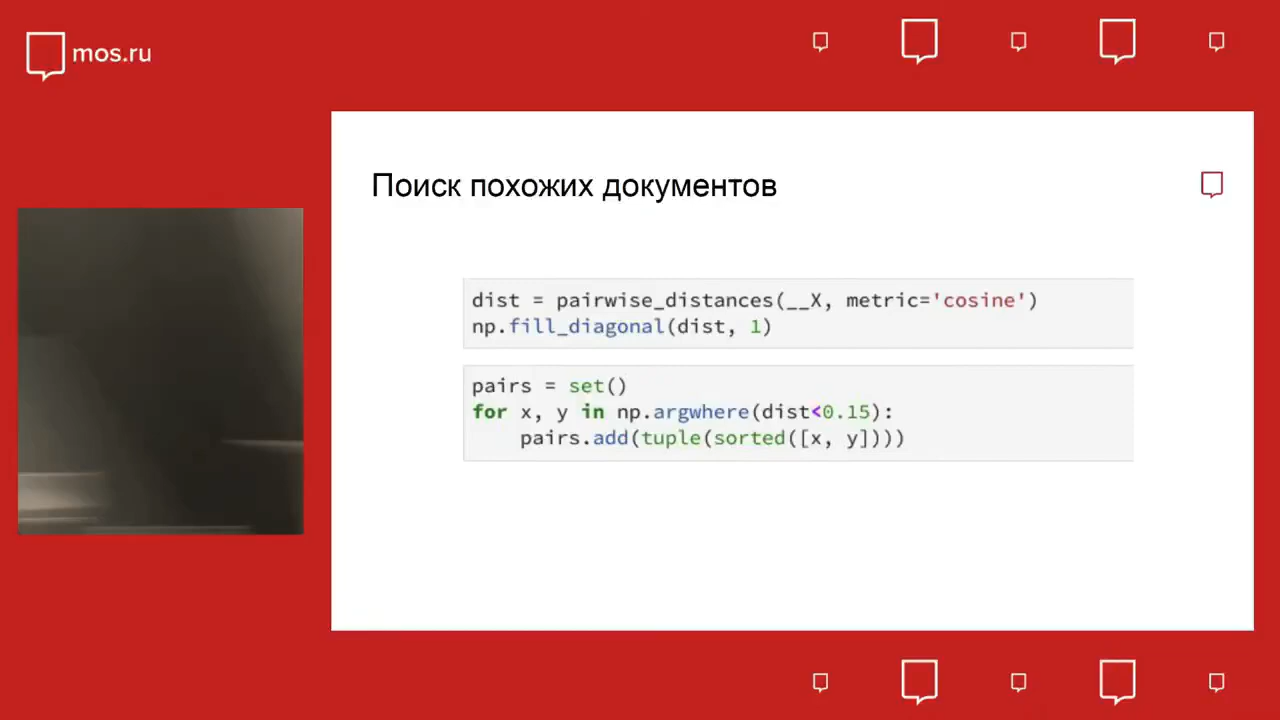 mos.ru
Поиск похожих документов
dist = pairwise_distances(__X, metric='cosine')
np.fill_diagonal(dist, 1)
pairs = set()
for x, y in np.argwhere(dist<0.15):
    pairs.add(tuple(sorted([x, y])))